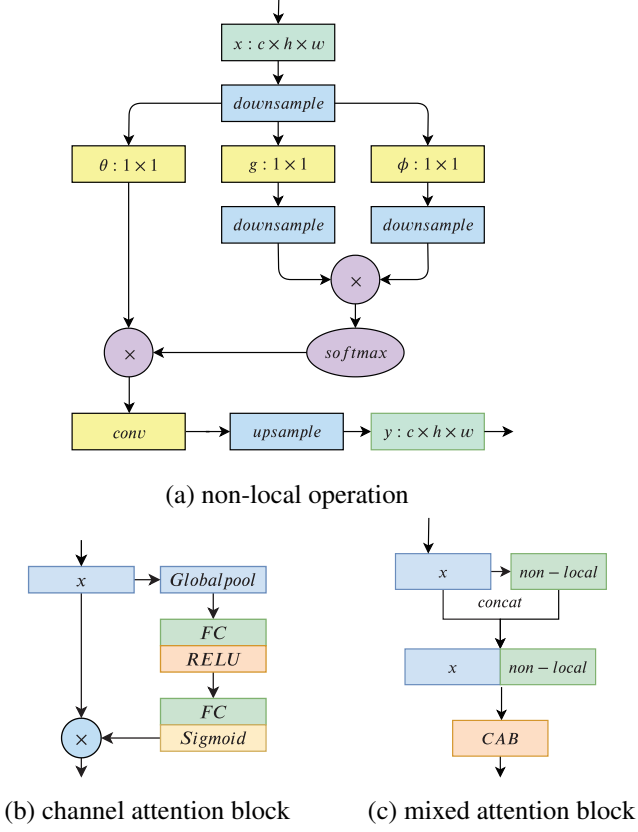 x : c × h × w
downsample
θ : 1 × 1
g : 1 × 1
ϕ : 1 × 1
downsample
downsample
×
×
softmax
conv
upsample
y : c × h × w
(a) non-local operation
x
Globalpool
FC
RELU
FC
Sigmoid
×
(b) channel attention block
x
non − local
concat
x
non − local
CAB
(c) mixed attention block